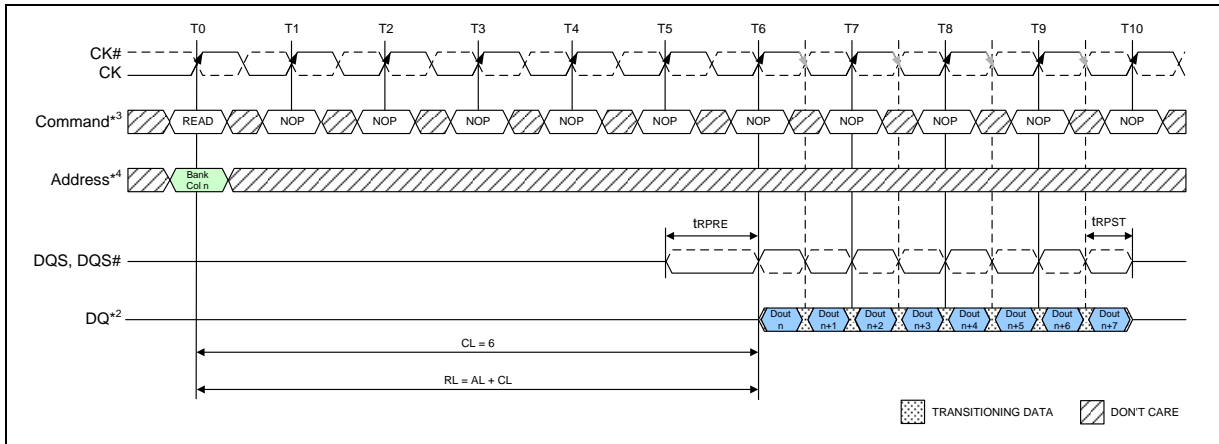 T0 T1 T2 T3 T4 T5 T6 T7 T8 T9 T10
CK#
CK
Command*3 READ NOP NOP NOP NOP NOP NOP NOP NOP NOP NOP
Address*4 Bank
Col n
tRPRE tRPST
DQS, DQS#
DQ*2 Dout Dout Dout Dout Dout Dout Dout Dout
n n+1 n+2 n+3 n+4 n+5 n+6 n+7
CL = 6
RL = AL + CL
TRANSITIONING DATA DON'T CARE